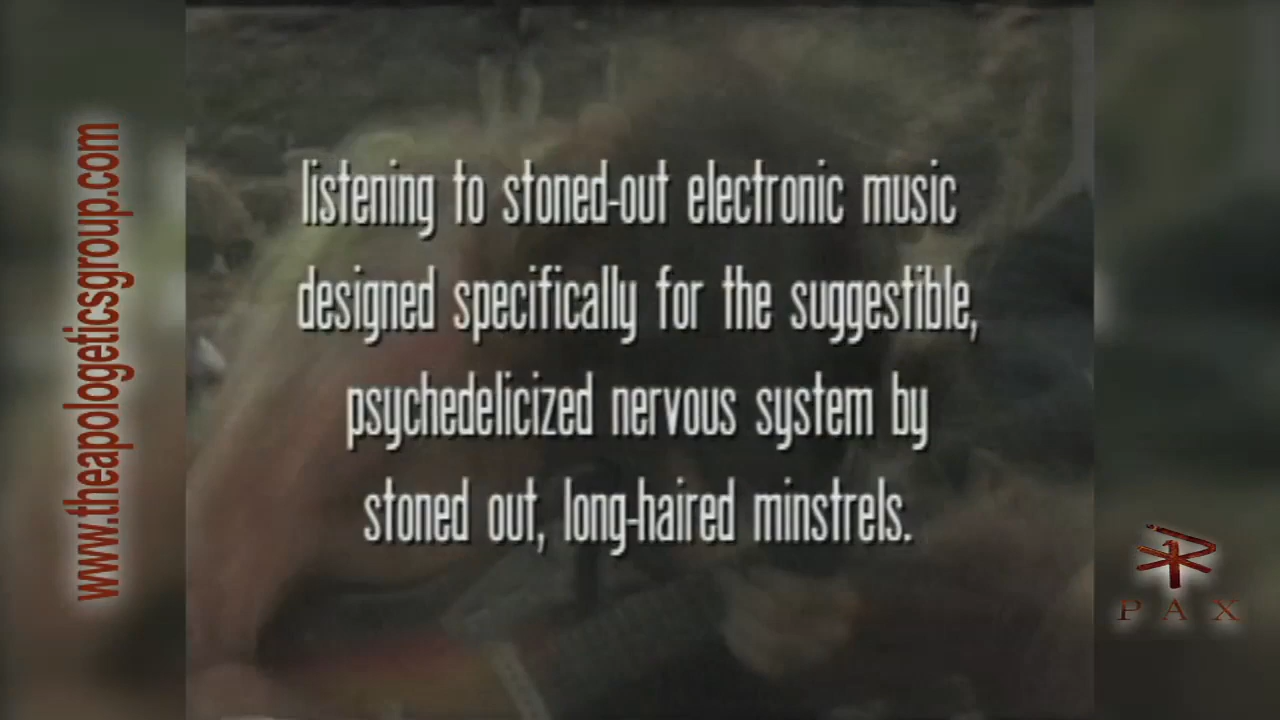 www.theapologeticsgroup.com
listening to stoned-out electronic music
designed specifically for the suggestible,
psychedelicized nervous system by
stoned out, long-haired minstrels.
PAX